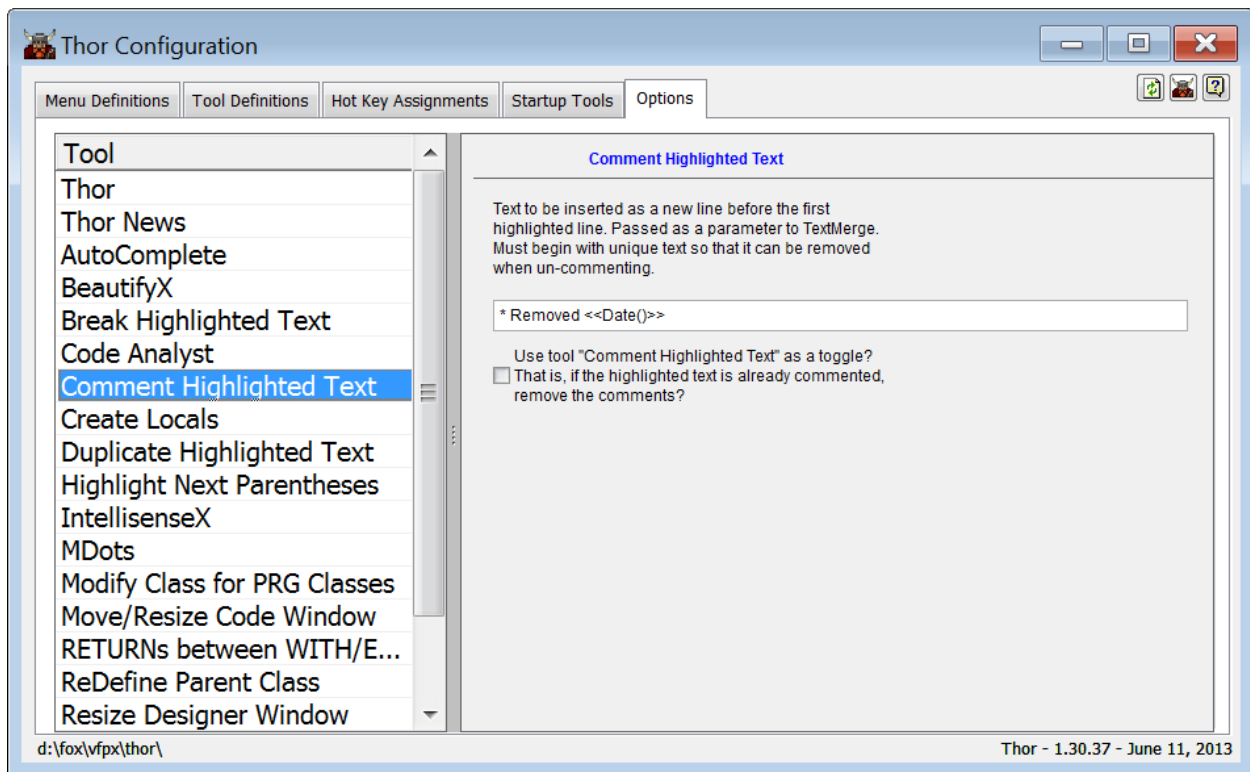 Thor Configuration
Menu Definitions
Tool Definitions
Hot Key Assignments
Startup Tools
Options
Tool
Thor
Thor News
AutoComplete
BeautifyX
Break Highlighted Text
Code Analyst
Comment Highlighted Text
Create Locals
Duplicate Highlighted Text
Highlight Next Parentheses
IntellisenseX
MDots
Modify Class for PRG Classes
Move/Resize Code Window
RETURNs between WITH/E...
ReDefine Parent Class
Resize Designer Window
Comment Highlighted Text
Text to be inserted as a new line before the first
highlighted line. Passed as a parameter to TextMerge.
Must begin with unique text so that it can be removed
when un-commenting.
* Removed <<Date()>>
Use tool "Comment Highlighted Text" as a toggle?
That is, if the highlighted text is already commented,
remove the comments?
d:\fox\vfpx\thor\
Thor - 1.30.37 - June 11, 2013